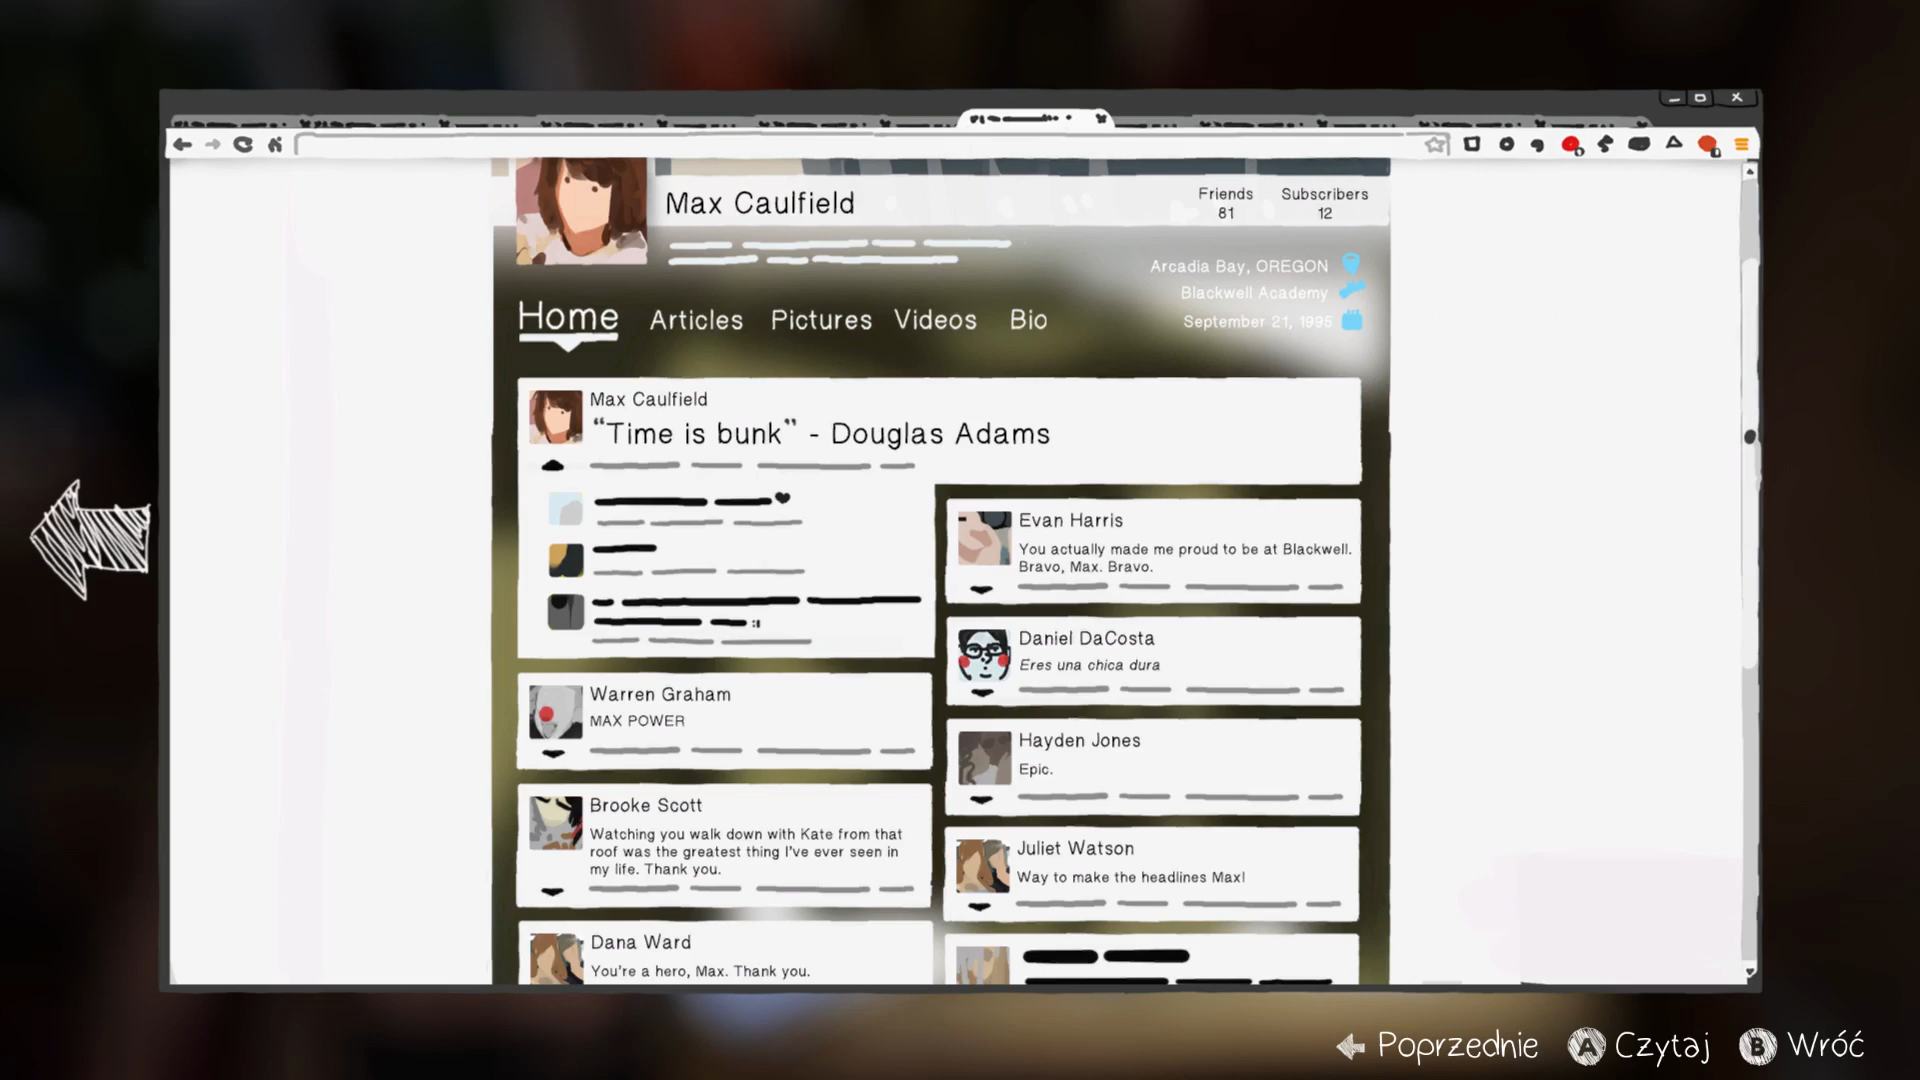 Max Caulfield
Friends
81
Subscribers
12
Arcadia Bay, OREGON
Blackwell Academy
September 21, 1995
Home
Articles
Pictures
Videos
Bio
Max Caulfield
“Time is bunk” - Douglas Adams
Warren Graham
MAX POWER
Brooke Scott
Watching you walk down with Kate from that
roof was the greatest thing I've ever seen in
my life. Thank you.
Dana Ward
You're a hero, Max. Thank you.
Evan Harris
You actually made me proud to be at Blackwell.
Bravo, Max. Bravo.
Daniel DaCosta
Eres una chica dura
Hayden Jones
Epic.
Juliet Watson
Way to make the headlines Max!
Poprzednie
A Czytaj
B Wróć